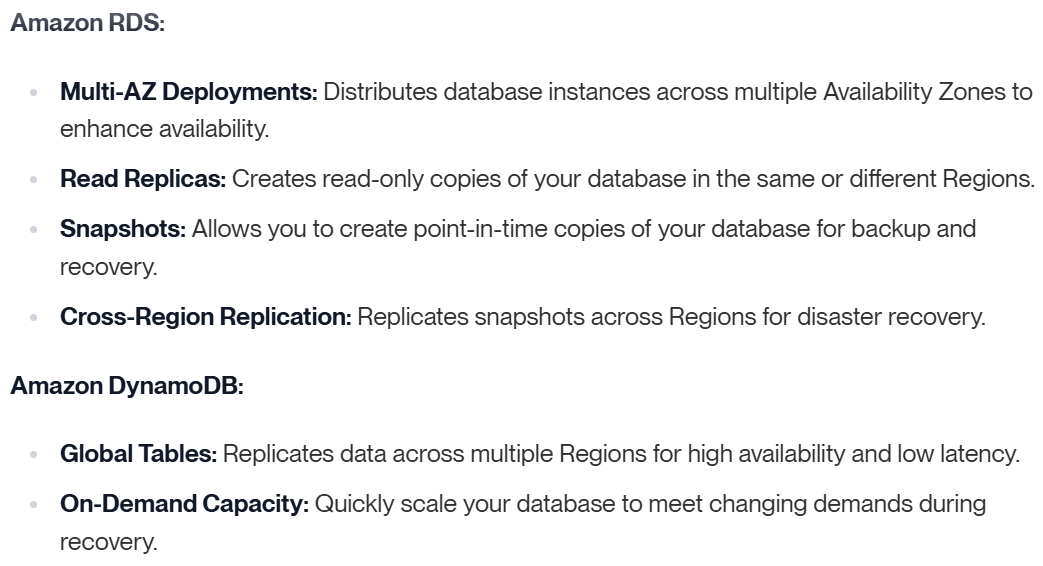 Amazon RDS:
Multi-AZ Deployments: Distributes database instances across multiple Availability Zones to
enhance availability.
Read Replicas: Creates read-only copies of your database in the same or different Regions.
Snapshots: Allows you to create point-in-time copies of your database for backup and
recovery.
Cross-Region Replication: Replicates snapshots across Regions for disaster recovery.
Amazon DynamoDB:
Global Tables: Replicates data across multiple Regions for high availability and low latency.
On-Demand Capacity: Quickly scale your database to meet changing demands during
recovery.